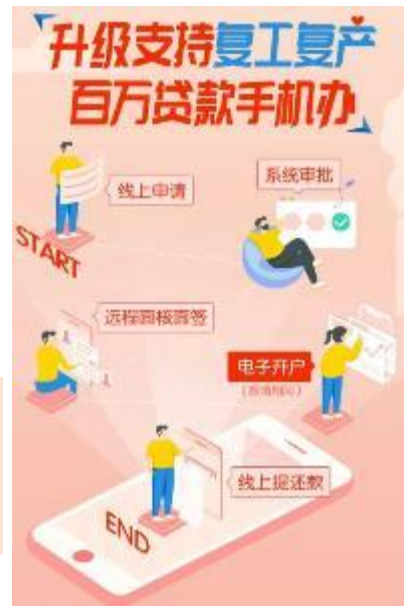 升级支持复工复产
百万贷款手机办
线上申请
系统审批
START
远程面核面签
电子开户
线上提还款
END